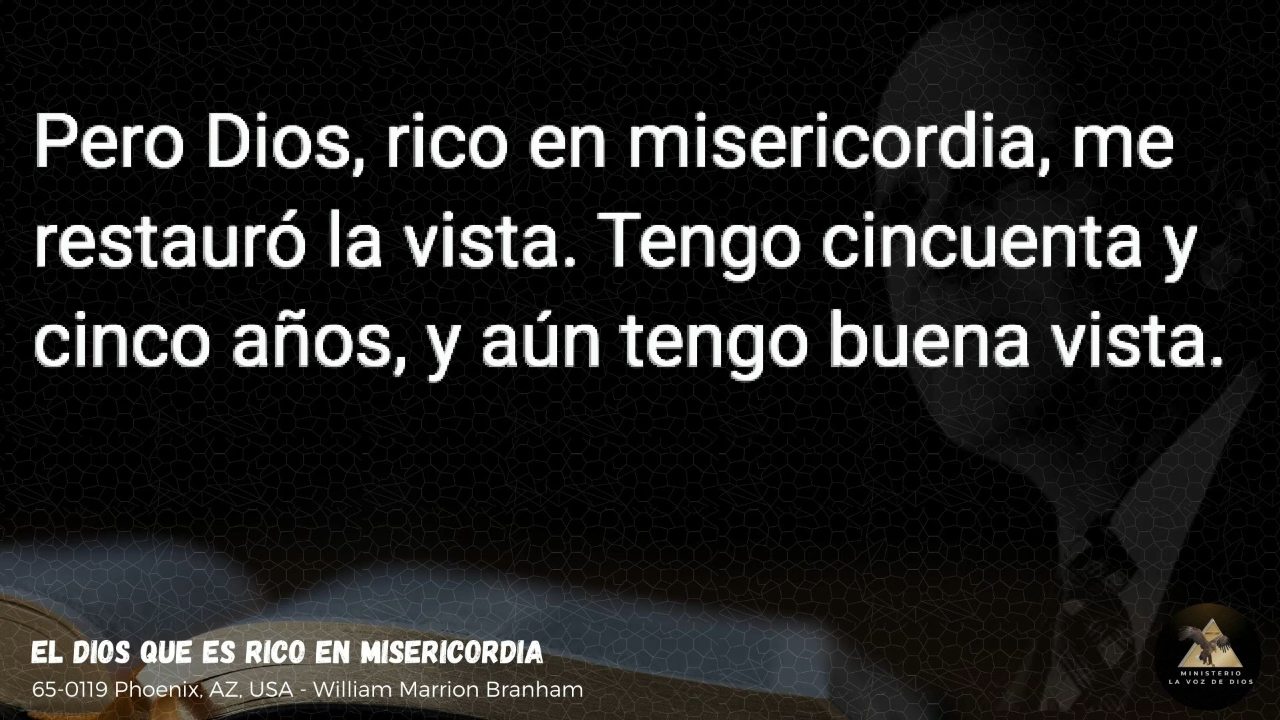 Pero Dios, rico en misericordia, me
restauró la vista. Tengo cincuenta y
cinco años, y aún tengo buena vista.
EL DIOS QUE ES RICO EN MISERICORDIA
65-0119 Phoenix, AZ, USA - William Marrion Branham
MINISTERIO
LA VOZ DE DIOS